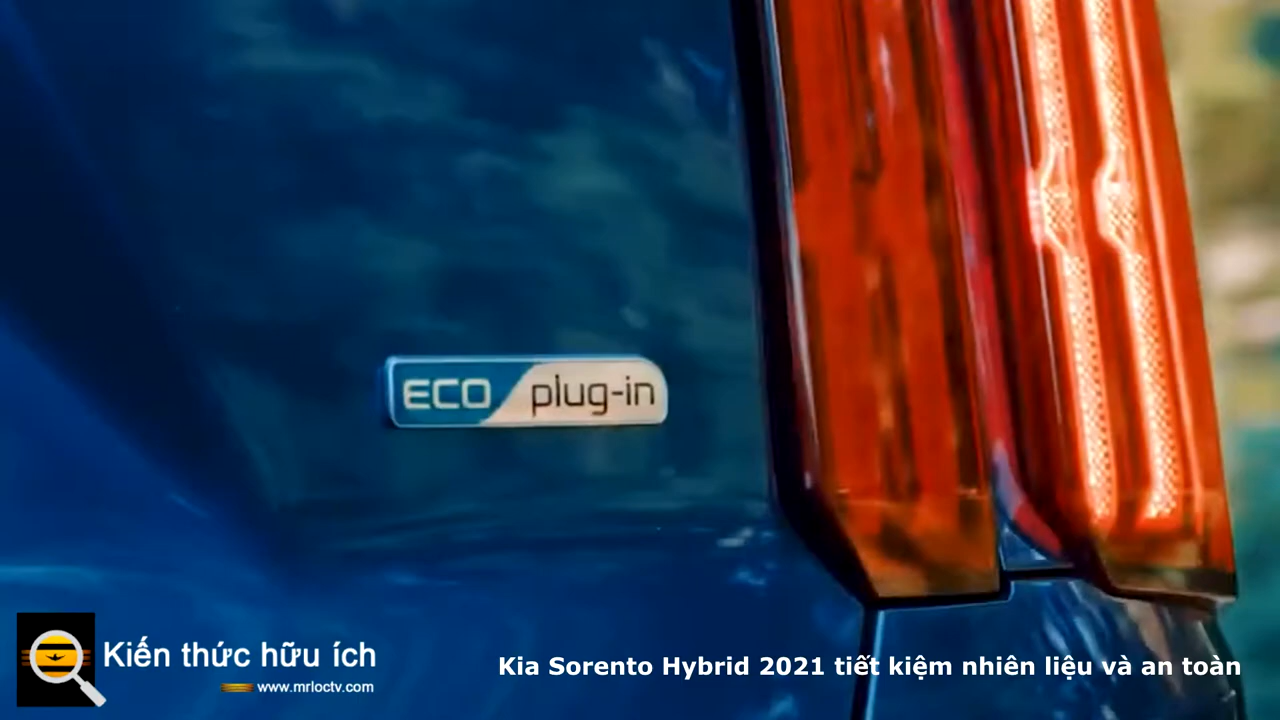 ECO plug-in
Kiến thức hữu ích
www.mrloctv.com
Kia Sorento Hybrid 2021 tiết kiệm nhiên liệu và an toàn